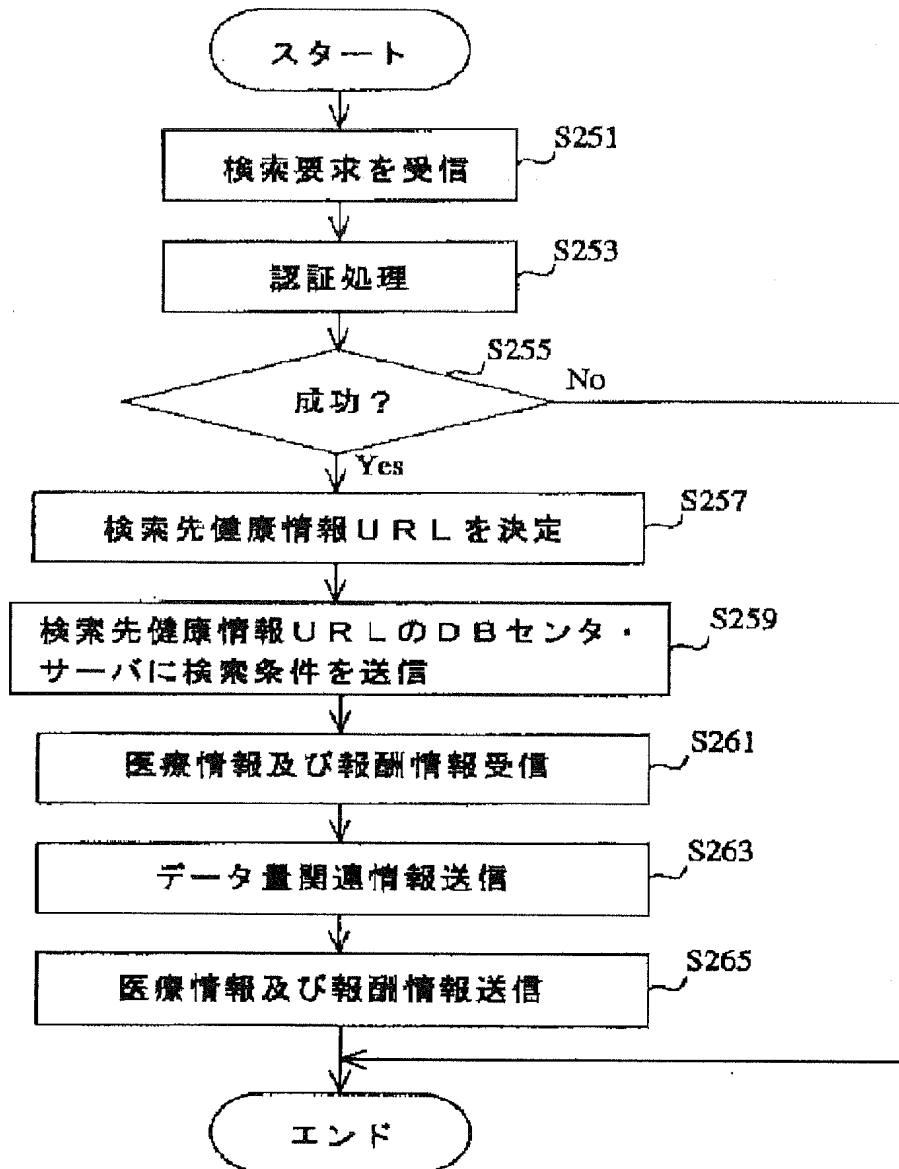 スタート
S251
検索要求を受信
S253
認証処理
S255
成功？
No
Yes
S257
検索先健康情報ＵＲＬを決定
S259
検索先健康情報ＵＲＬのＤＢセンタ・
サーバに検索条件を送信
S261
医療情報及び報酬情報受信
S263
データ量関連情報送信
S265
医療情報及び報酬情報送信
エンド